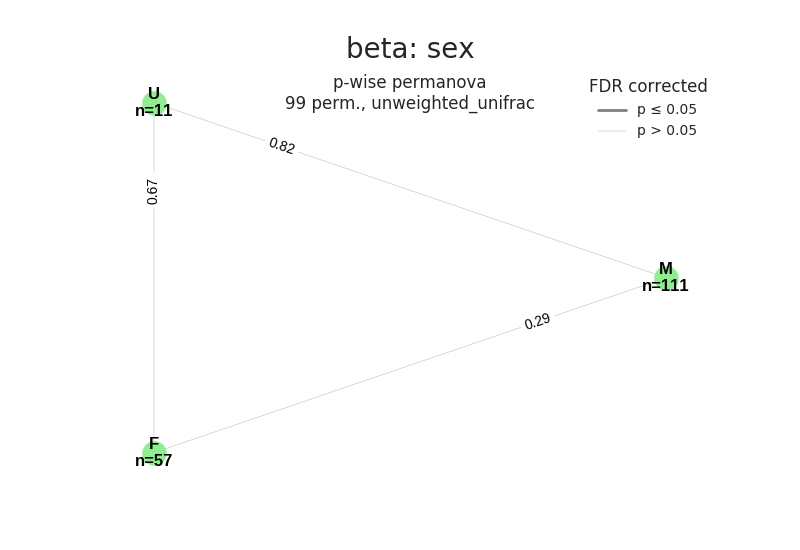 beta: sex
p-wise permanova
99 perm., unweighted_unifrac
FDR corrected
p ≤ 0.05
p > 0.05
U
n=11
0.82
0.67
M
n=111
0.29
F
n=57